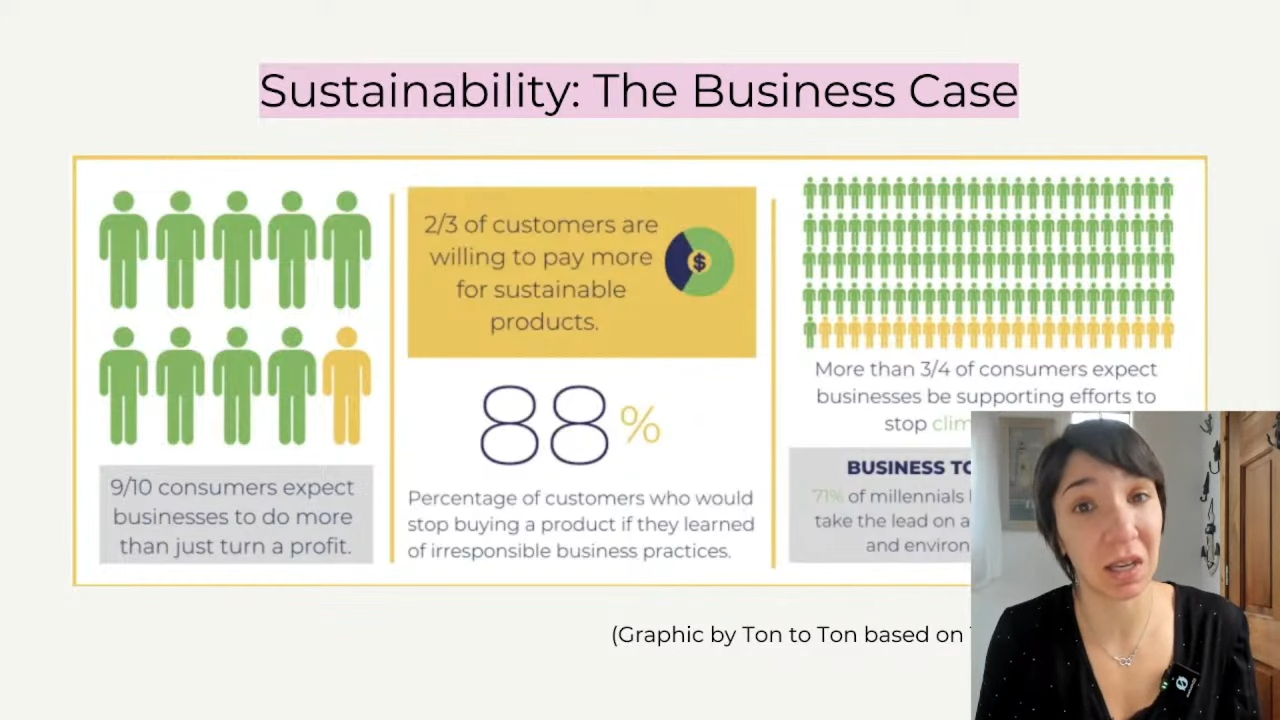 Sustainability: The Business Case
9/10 consumers expect
businesses to do more
than just turn a profit.
2/3 of customers are
willing to pay more
for sustainable
products.
$
88%
Percentage of customers who would
stop buying a product if they learned
of irresponsible business practices.
More than 3/4 of consumers expect
businesses be supporting efforts to
stop
BUSINESS
71% of millennials
take the lead on
and
(Graphic by Ton to Ton based on